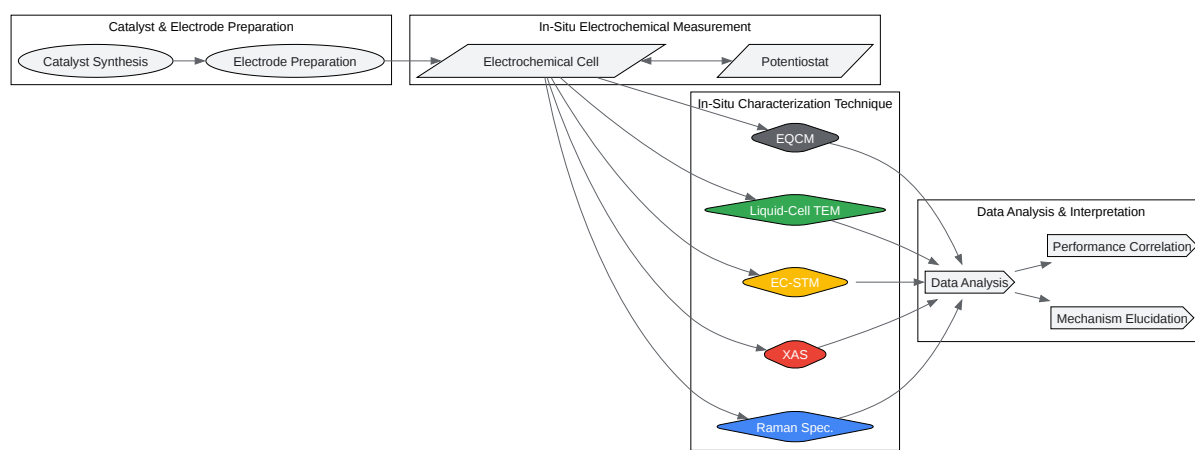 Catalyst & Electrode Preparation
Catalyst Synthesis
Electrode Preparation
In-Situ Electrochemical Measurement
Electrochemical Cell
Potentiostat
In-Situ Characterization Technique
EQCM
Liquid-Cell TEM
EC-STM
XAS
Raman Spec.
Data Analysis & Interpretation
Data Analysis
Performance Correlation
Mechanism Elucidation